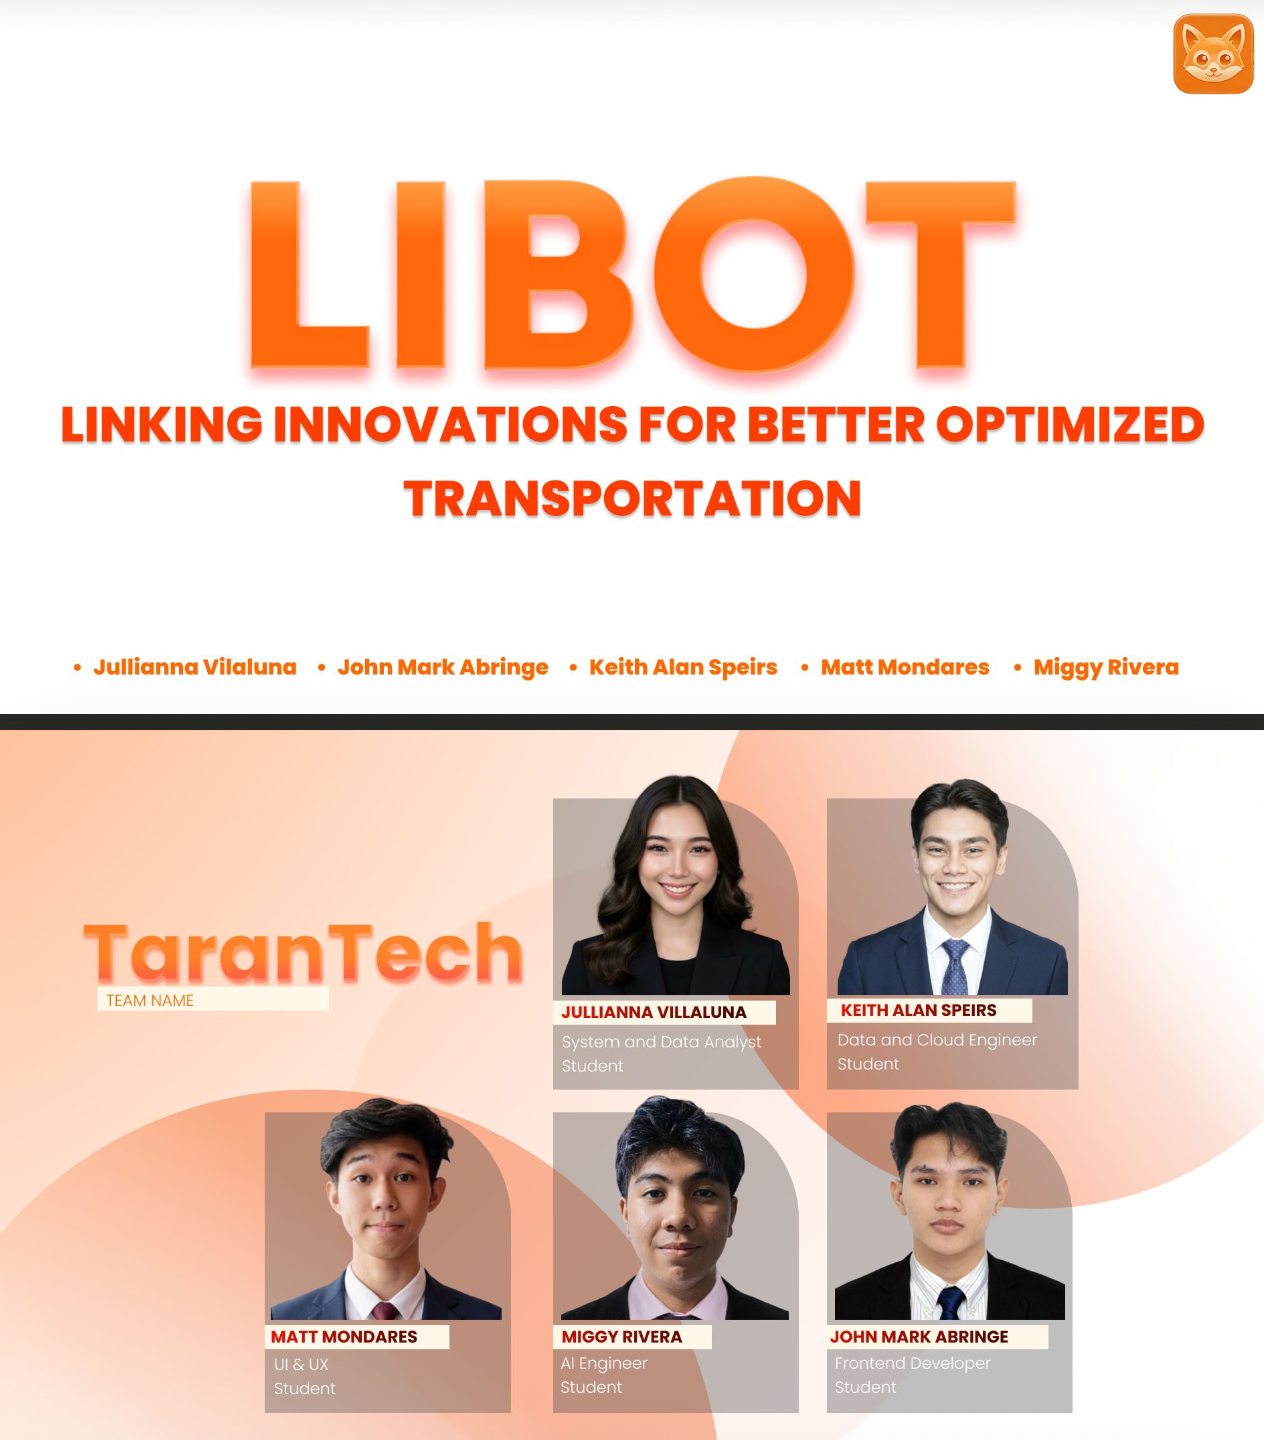 LIBOT
LINKING INNOVATIONS FOR BETTER OPTIMIZED
TRANSPORTATION
• Jullianna Vilaluna • John Mark Abringe • Keith Alan Speirs • Matt Mondares • Miggy Rivera
TaranTech
TEAM NAME
JULLIANNA VILLALUNA
System and Data Analyst
Student
KEITH ALAN SPEIRS
Data and Cloud Engineer
Student
MATT MONDARES
UI & UX
Student
MIGGY RIVERA
AI Engineer
Student
JOHN MARK ABRINGE
Frontend Developer
Student